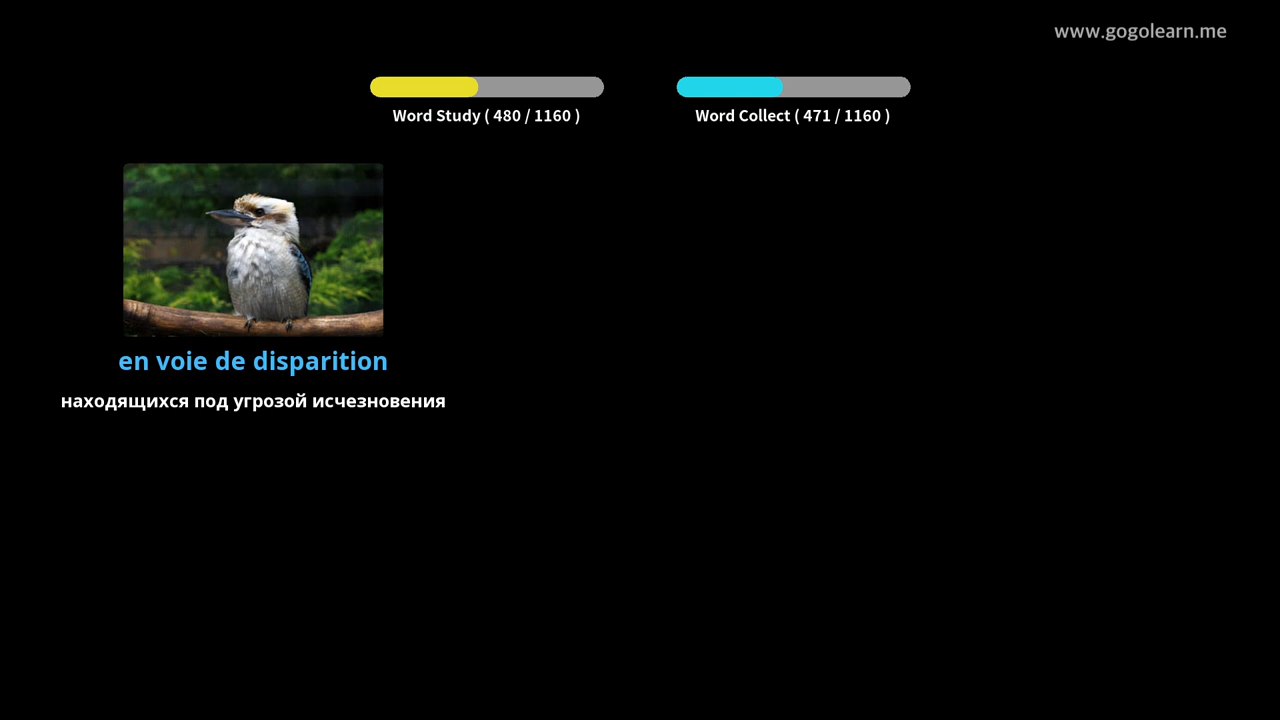 www.gogolearn.me
Word Study ( 480 / 1160 )
Word Collect ( 471 / 1160 )
en voie de disparition
находящихся под угрозой исчезновения